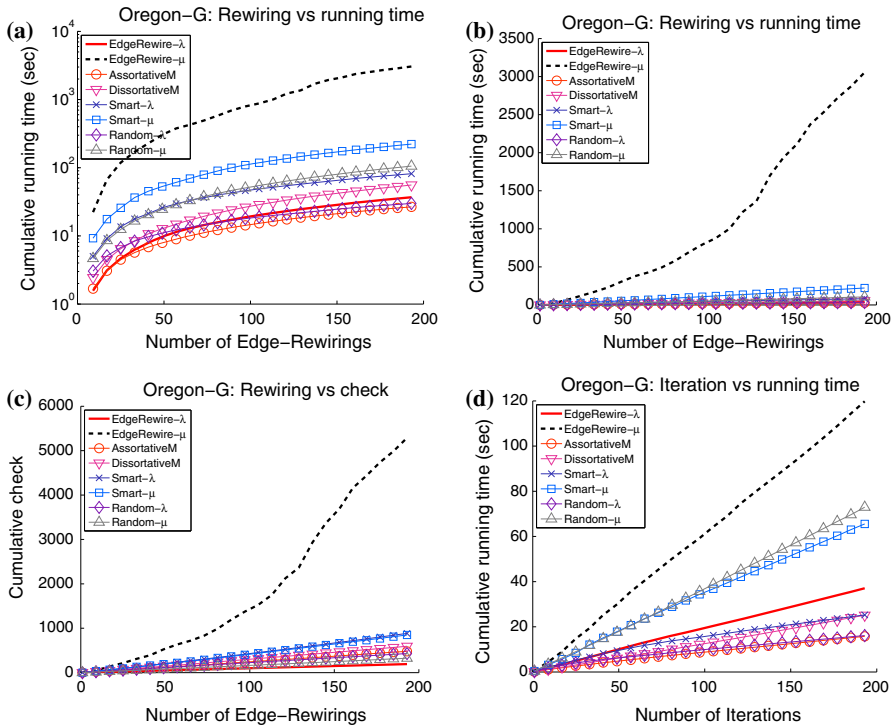 (a)
Oregon−G: Rewiring vs running time
Cumulative running time (sec)
10^4
10^3
10^2
10^1
10^0
EdgeRewire−λ
EdgeRewire−μ
AssortativeM
DissortativeM
Smart−λ
Smart−μ
Random−λ
Random−μ
0 50 100 150 200
Number of Edge−Rewirings
(b)
Oregon−G: Rewiring vs running time
Cumulative running time (sec)
3500
3000
2500
2000
1500
1000
500
0
EdgeRewire−λ
EdgeRewire−μ
AssortativeM
DissortativeM
Smart−λ
Smart−μ
Random−λ
Random−μ
0 50 100 150 200
Number of Edge−Rewirings
(c)
Oregon−G: Rewiring vs check
Cumulative check
6000
5000
4000
3000
2000
1000
0
EdgeRewire−λ
EdgeRewire−μ
AssortativeM
DissortativeM
Smart−λ
Smart−μ
Random−λ
Random−μ
0 50 100 150 200
Number of Edge−Rewirings
(d)
Oregon−G: Iteration vs running time
Cumulative running time (sec)
120
100
80
60
40
20
0
EdgeRewire−λ
EdgeRewire−μ
AssortativeM
DissortativeM
Smart−λ
Smart−μ
Random−λ
Random−μ
0 50 100 150 200
Number of Iterations